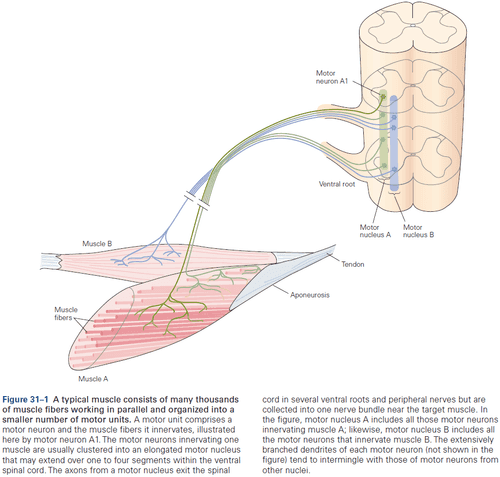 Motor
neuron A1
Ventral root
Motor
nucleus A
Motor
nucleus B
Muscle B
Tendon
Aponeurosis
Muscle
fibers
Muscle A
Figure 31–1 A typical muscle consists of many thousands
of muscle fibers working in parallel and organized into a
smaller number of motor units. A motor unit comprises a
motor neuron and the muscle fibers it innervates, illustrated
here by motor neuron A1. The motor neurons innervating one
muscle are usually clustered into an elongated motor nucleus
that may extend over one to four segments within the ventral
spinal cord. The axons from a motor nucleus exit the spinal
cord in several ventral roots and peripheral nerves but are
collected into one nerve bundle near the target muscle. In
the figure, motor nucleus A includes all those motor neurons
innervating muscle A; likewise, motor nucleus B includes all
the motor neurons that innervate muscle B. The extensively
branched dendrites of each motor neuron (not shown in the
figure) tend to intermingle with those of motor neurons from
other nuclei.